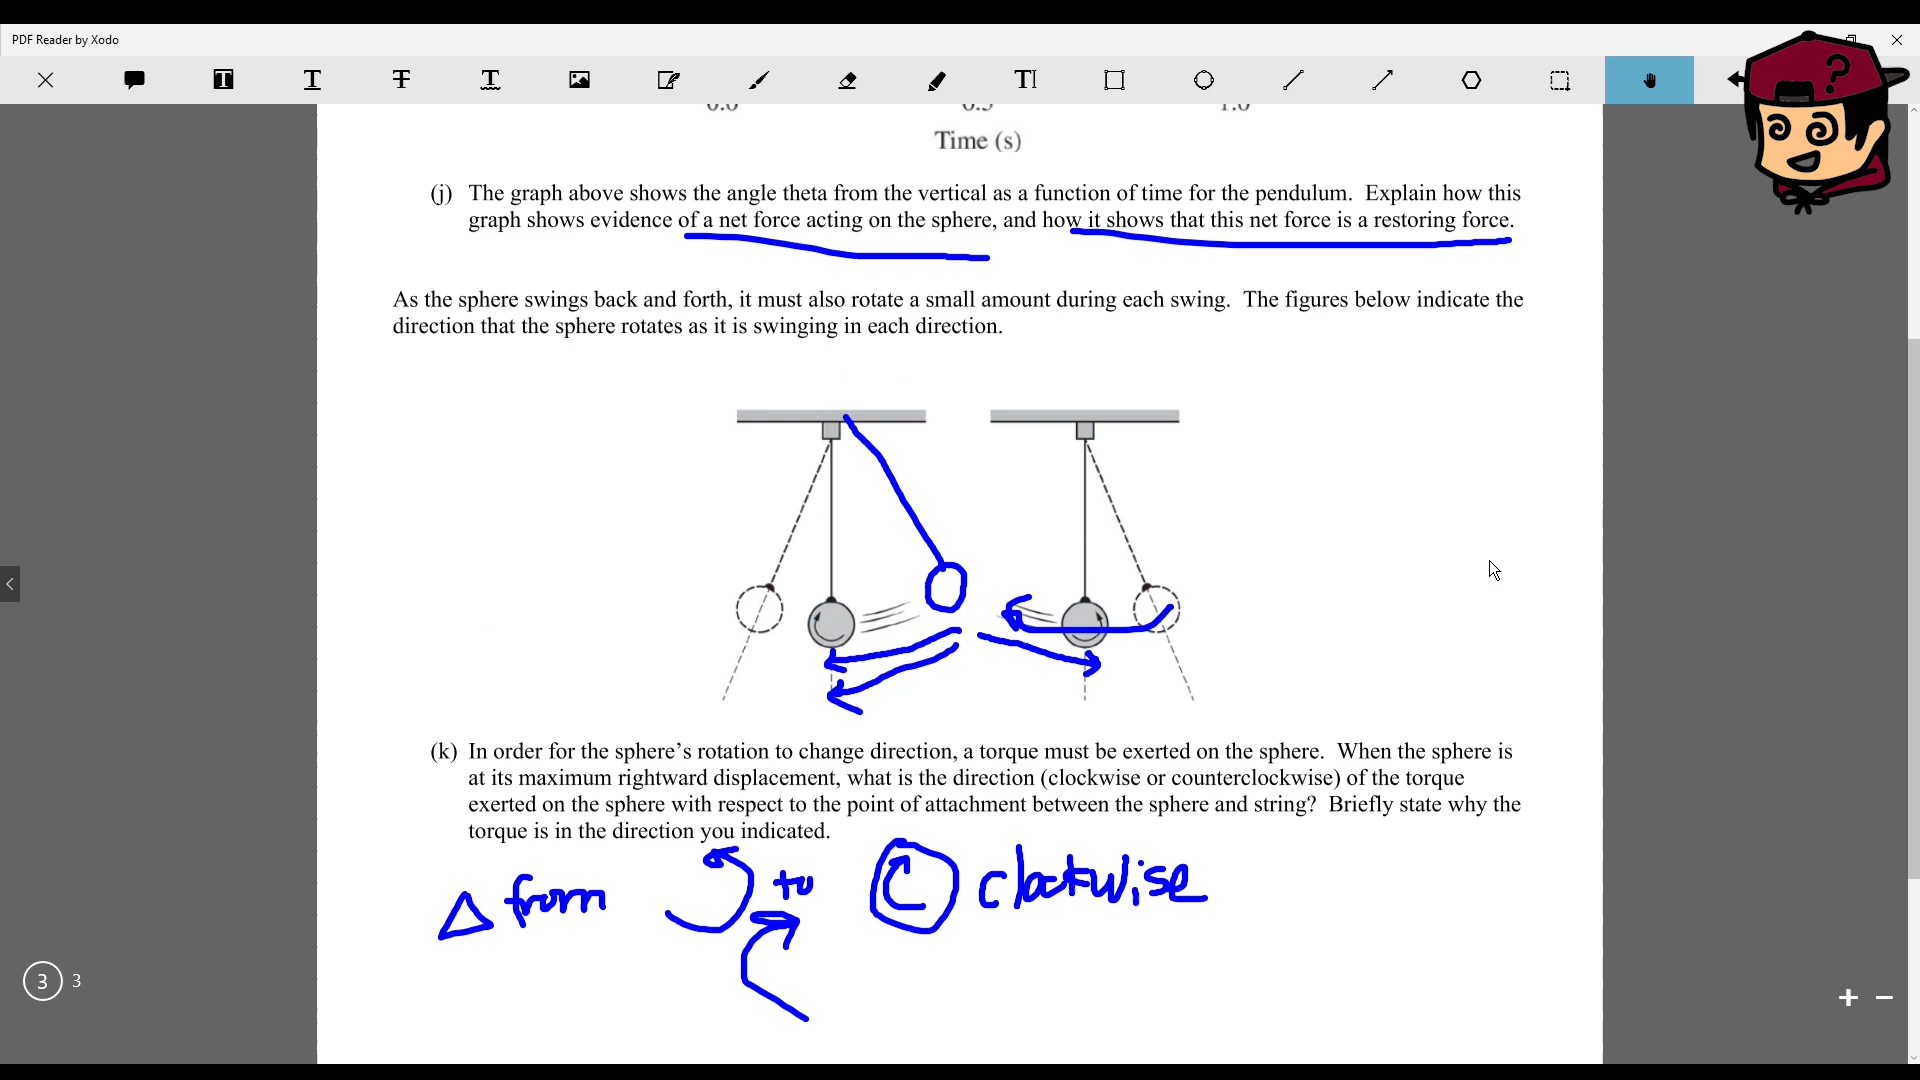 PDF Reader by Xodo
Time (s)
(j) The graph above shows the angle theta from the vertical as a function of time for the pendulum. Explain how this
graph shows evidence of a net force acting on the sphere, and how it shows that this net force is a restoring force.
As the sphere swings back and forth, it must also rotate a small amount during each swing. The figures below indicate the
direction that the sphere rotates as it is swinging in each direction.
(k) In order for the sphere's rotation to change direction, a torque must be exerted on the sphere. When the sphere is
at its maximum rightward displacement, what is the direction (clockwise or counterclockwise) of the torque
exerted on the sphere with respect to the point of attachment between the sphere and string? Briefly state why the
torque is in the direction you indicated.
Δ from to clockwise
3 3